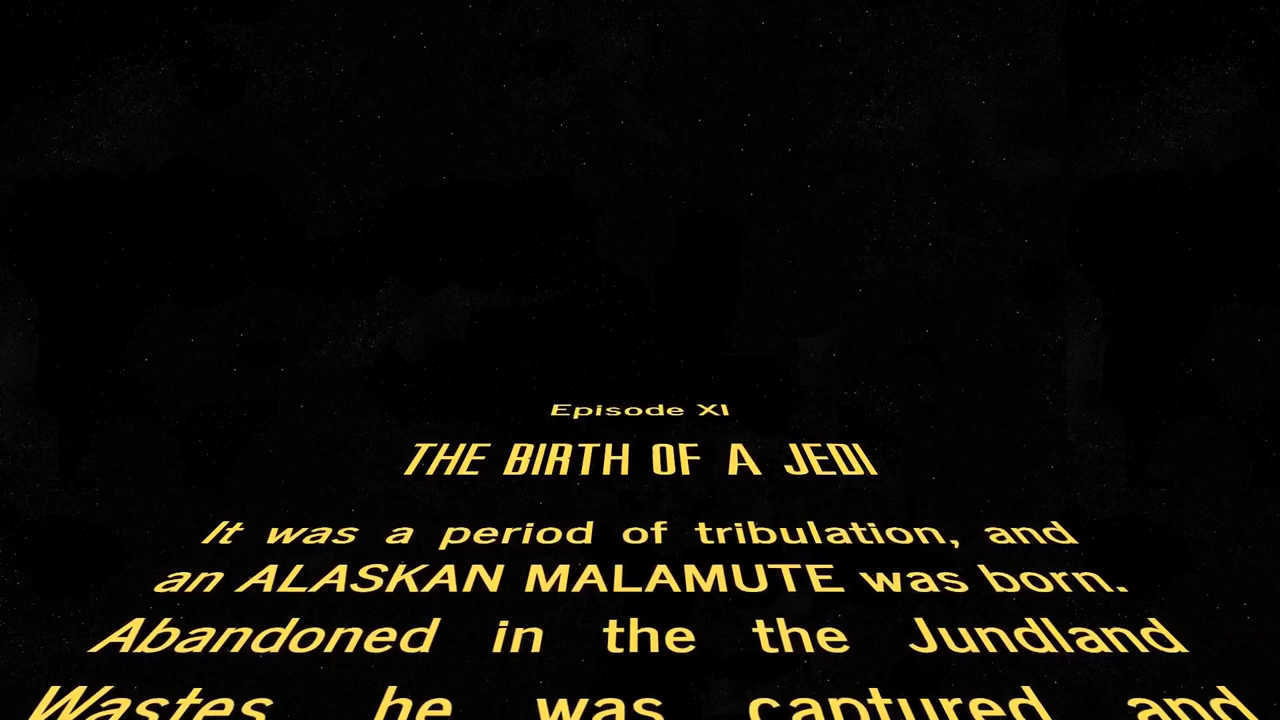 Episode XI
THE BIRTH OF A JEDI
It was a period of tribulation, and
an ALASKAN MALAMUTE was born.
Abandoned in the the Jundland
Wastes he was captured and